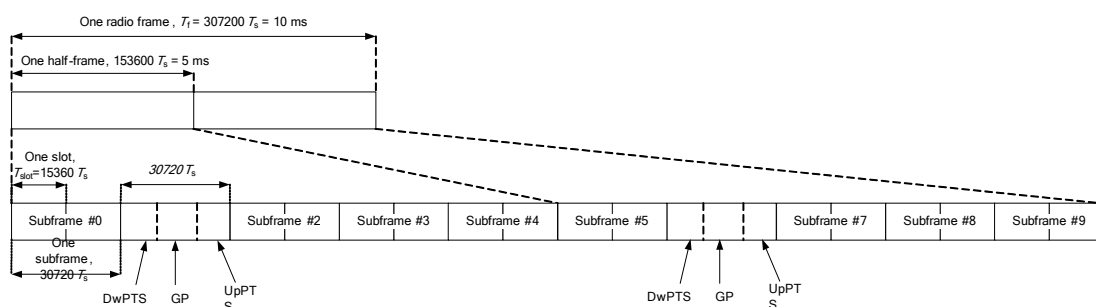 One radio frame , Tf = 307200 Ts = 10 ms
One half-frame, 153600 Ts = 5 ms
One slot,
Tslot=15360 Ts
30720Ts
Subframe #0
Subframe #2
Subframe #3
Subframe #4
Subframe #5
Subframe #7
Subframe #8
Subframe #9
One
subframe ,
30720 Ts
DwPTS
GP
UpPT
S
DwPTS
GP
UpPT
S